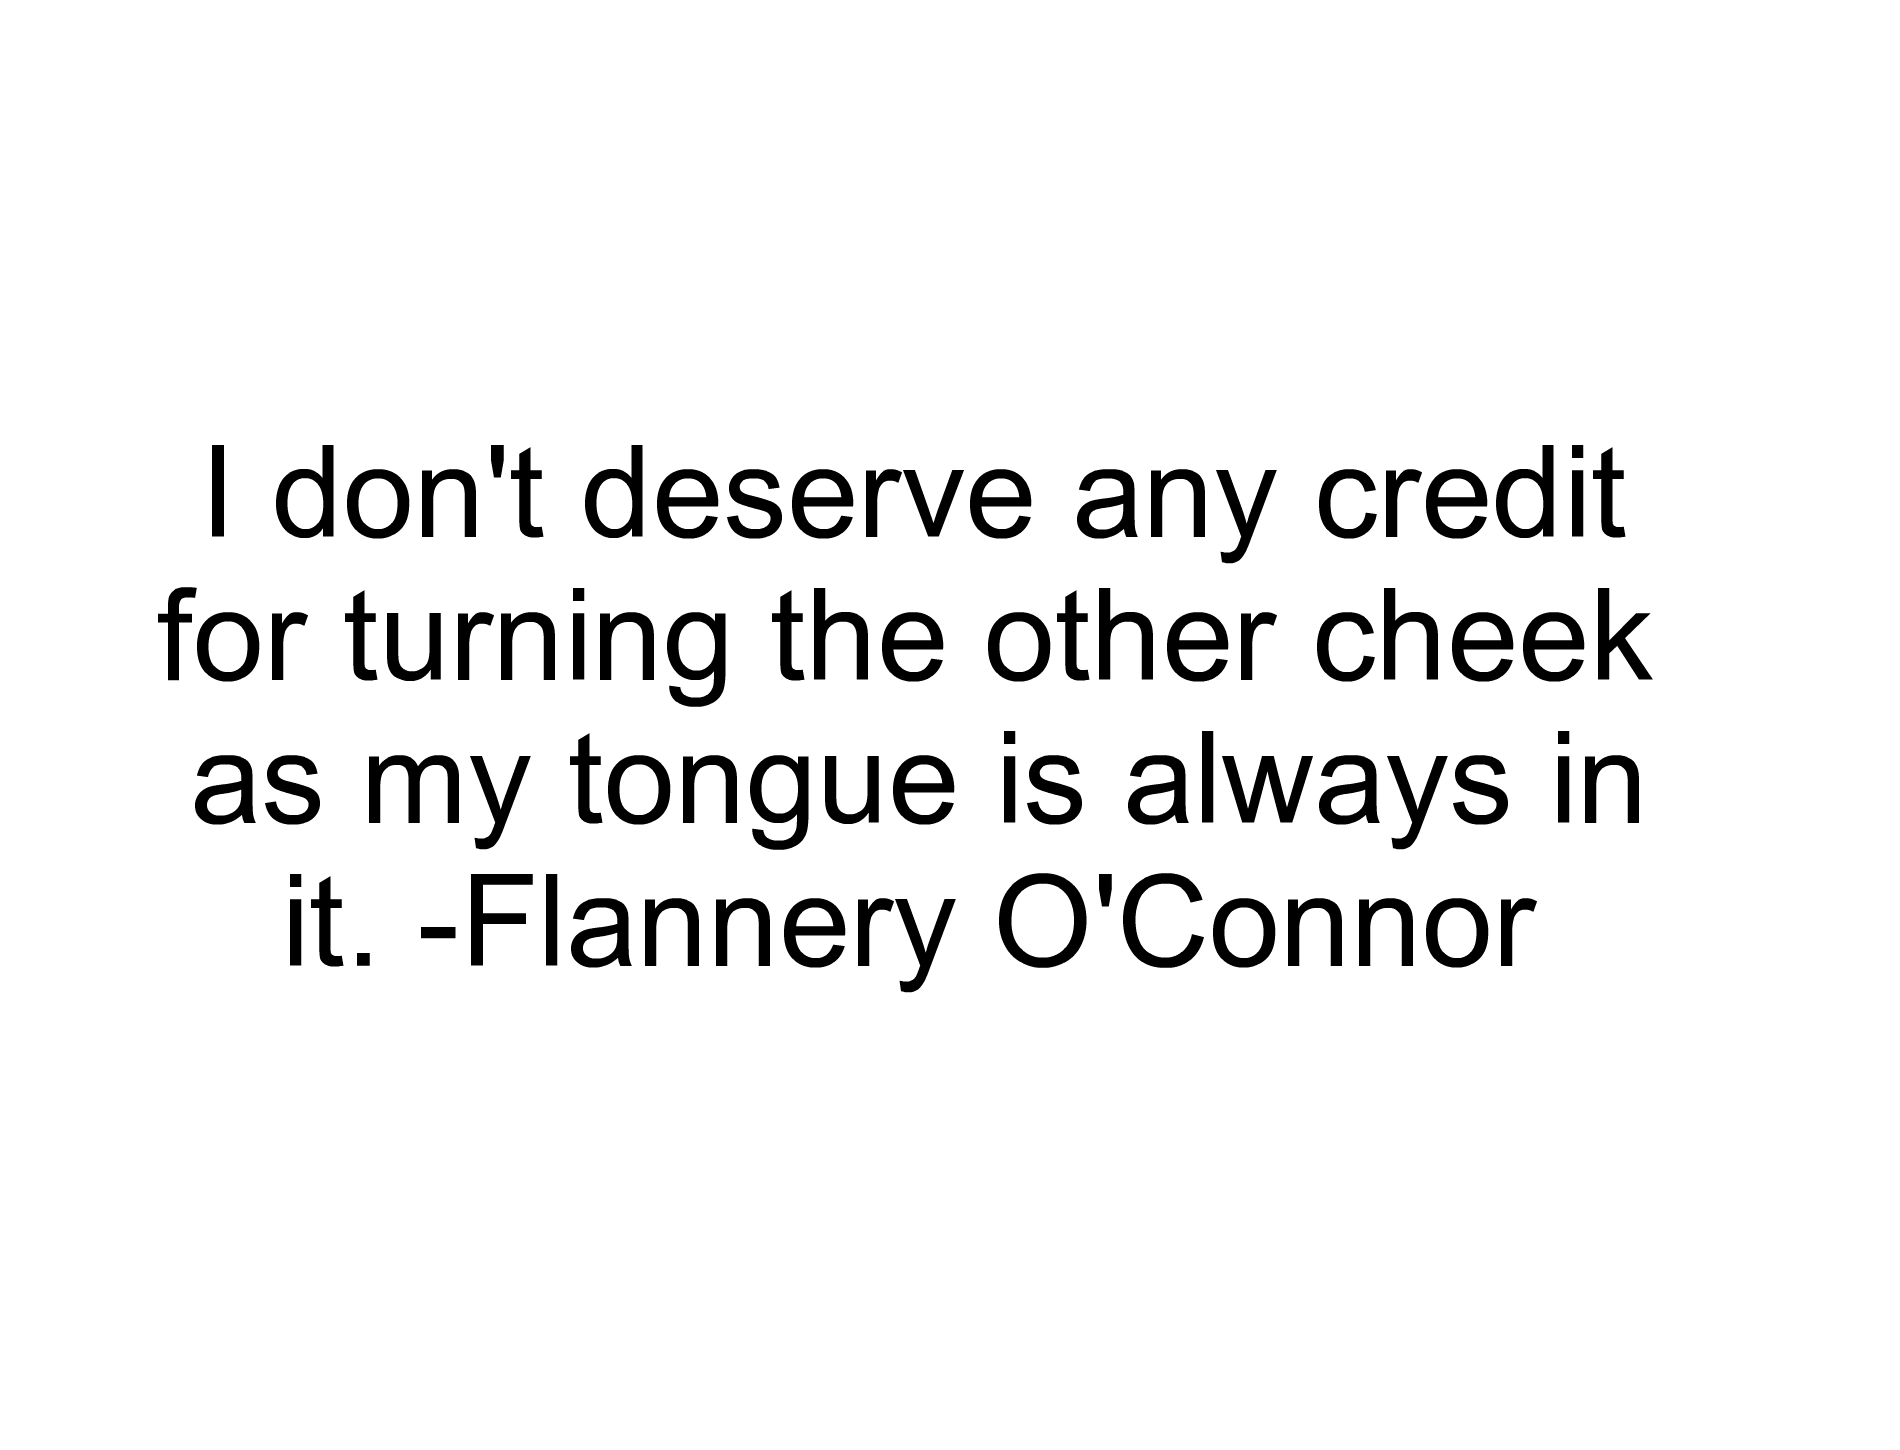 I don't deserve any credit
for turning the other cheek
as my tongue is always in
it. -Flannery O'Connor